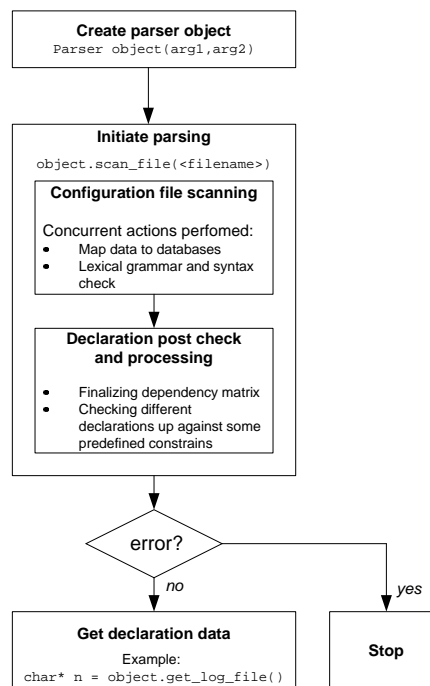 Create parser object
Parser object(arg1,arg2)
Initiate parsing
object.scan_file(<filename>)
Configuration file scanning
Concurrent actions perfomed:
• Map data to databases
• Lexical grammar and syntax
check
Declaration post check
and processing
• Finalizing dependency matrix
• Checking different
declarations up against some
predefined constrains
error?
no
yes
Get declaration data
Example:
char* n = object.get_log_file()
Stop